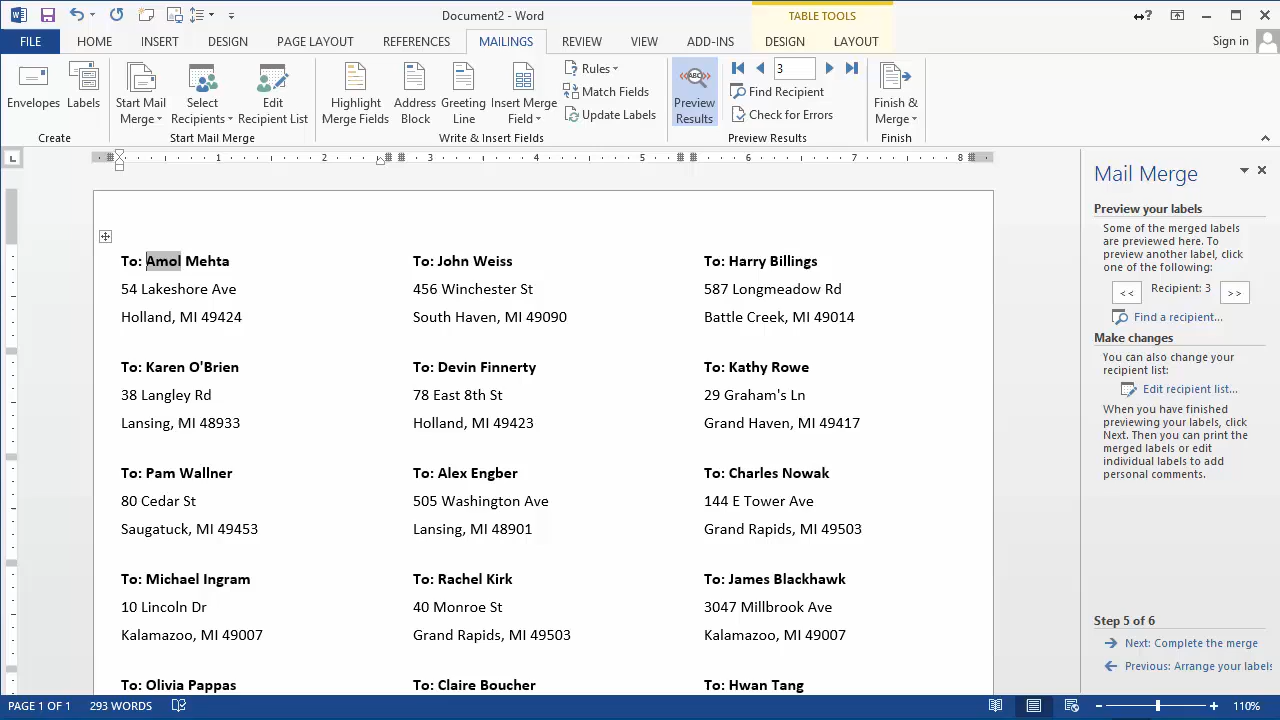 Document2 - Word
TABLE TOOLS
?
FILE
HOME
INSERT
DESIGN
PAGE LAYOUT
REFERENCES
MAILINGS
REVIEW
VIEW
ADD-INS
DESIGN
LAYOUT
Sign in
Envelopes
Labels
Create
Start Mail
Merge
Select
Recipients
Edit
Recipient List
Start Mail Merge
Highlight
Merge Fields
Address
Block
Greeting
Line
Insert Merge
Field
Rules
Match Fields
Update Labels
Write & Insert Fields
ABC
Preview
Results
3
Find Recipient
Check for Errors
Preview Results
Finish &
Merge
Finish
L
1 2 3 4 5 6 7 8
To: Amol Mehta
54 Lakeshore Ave
Holland, MI 49424
To: John Weiss
456 Winchester St
South Haven, MI 49090
To: Harry Billings
587 Longmeadow Rd
Battle Creek, MI 49014
To: Karen O'Brien
38 Langley Rd
Lansing, MI 48933
To: Devin Finnerty
78 East 8th St
Holland, MI 49423
To: Kathy Rowe
29 Graham's Ln
Grand Haven, MI 49417
To: Pam Wallner
80 Cedar St
Saugatuck, MI 49453
To: Alex Engber
505 Washington Ave
Lansing, MI 48901
To: Charles Nowak
144 E Tower Ave
Grand Rapids, MI 49503
To: Michael Ingram
10 Lincoln Dr
Kalamazoo, MI 49007
To: Rachel Kirk
40 Monroe St
Grand Rapids, MI 49503
To: James Blackhawk
3047 Millbrook Ave
Kalamazoo, MI 49007
To: Olivia Pappas
To: Claire Boucher
To: Hwan Tang
Mail Merge
Preview your labels
Some of the merged labels
are previewed here. To
preview another label, click
one of the following:
<< Recipient: 3 >>
Find a recipient...
Make changes
You can also change your
recipient list:
Edit recipient list...
When you have finished
previewing your labels, click
Next. Then you can print the
merged labels or edit
individual labels to add
personal comments.
Step 5 of 6
Next: Complete the merge
Previous: Arrange your labels
PAGE 1 OF 1
293 WORDS
110%